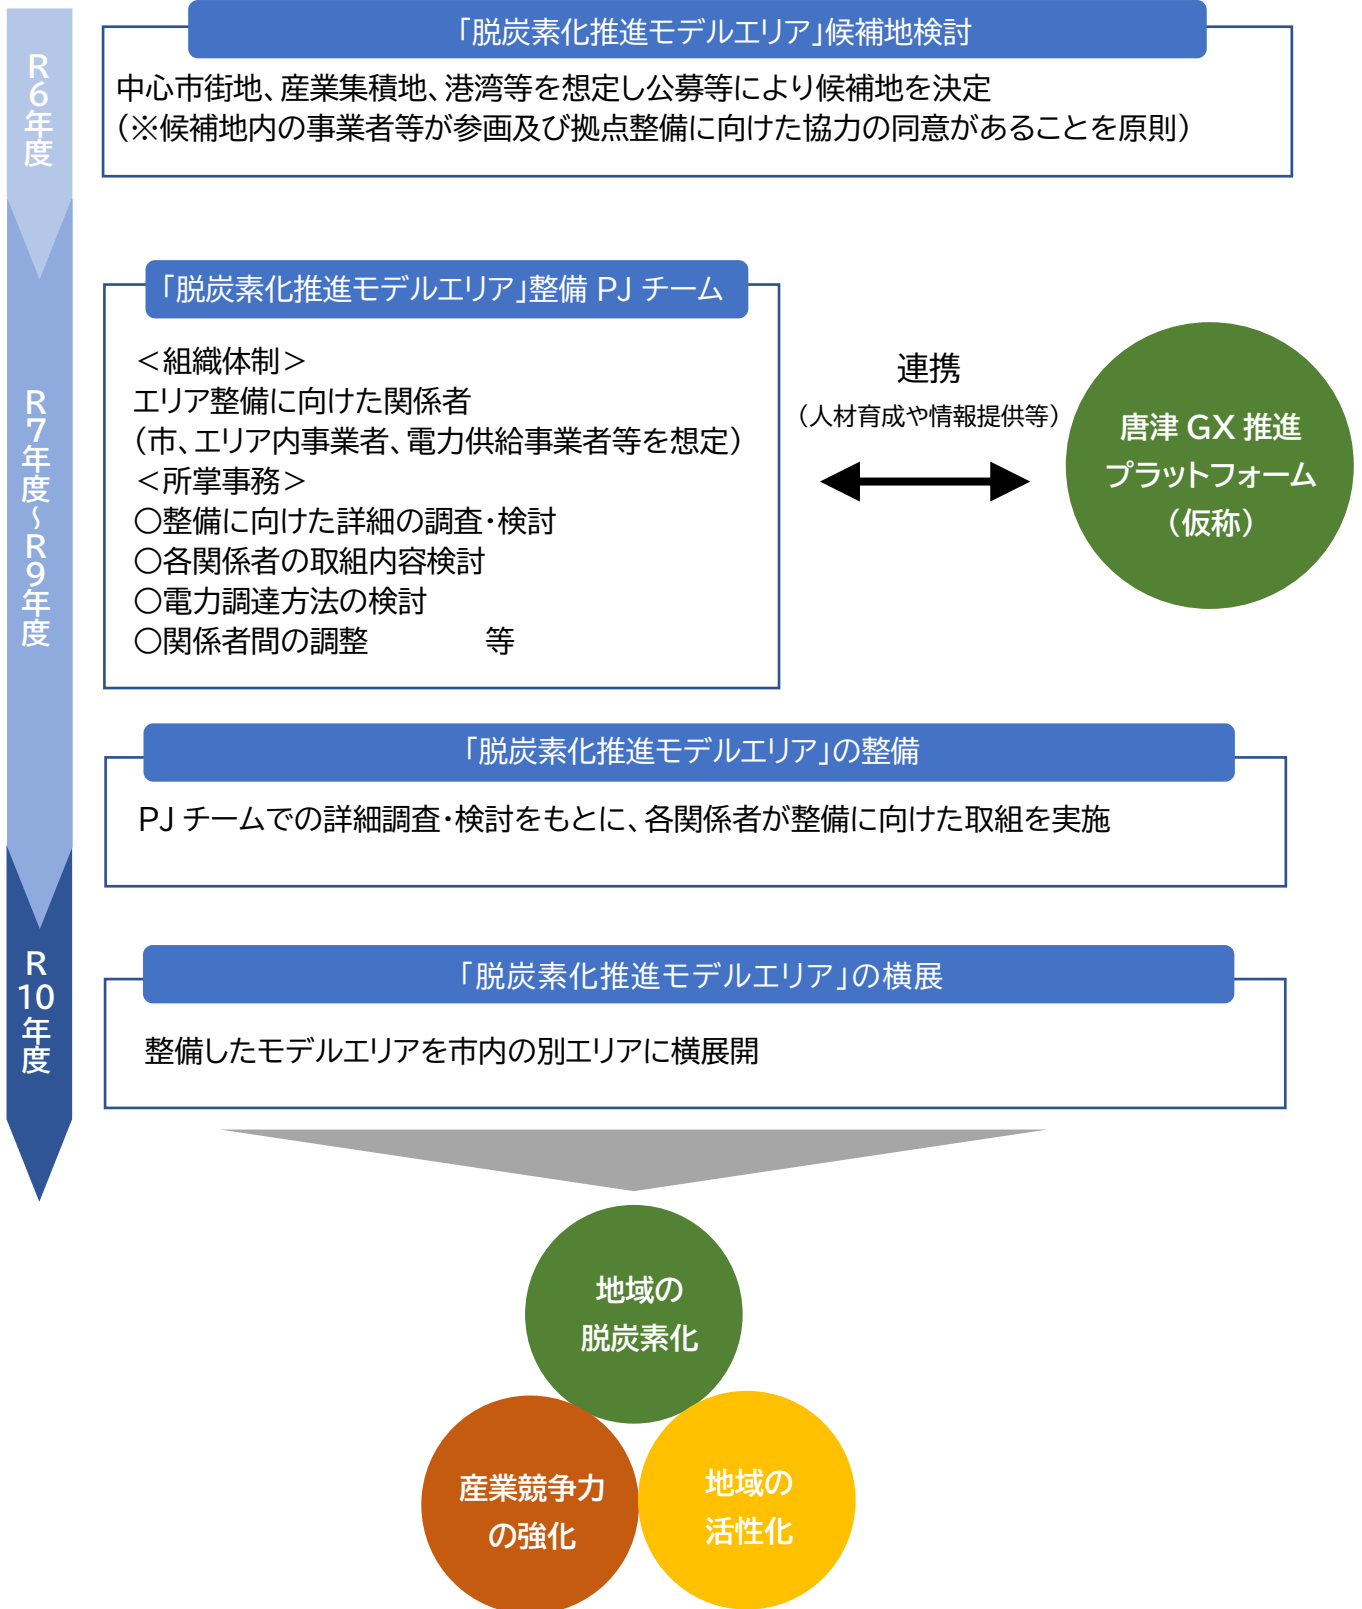 R6年度
「脱炭素化推進モデルエリア」候補地検討
中心市街地、産業集積地、港湾等を想定し公募等により候補地を決定
（※候補地内の事業者等が参画及び拠点整備に向けた協力の同意があることを原則）
R7年度～R9年度
「脱炭素化推進モデルエリア」整備 PJ チーム
＜組織体制＞
エリア整備に向けた関係者
（市、エリア内事業者、電力供給事業者等を想定）
＜所掌事務＞
○整備に向けた詳細の調査・検討
○各関係者の取組内容検討
○電力調達方法の検討
○関係者間の調整　　　　等
連携
（人材育成や情報提供等）
唐津 GX 推進
プラットフォーム
（仮称）
「脱炭素化推進モデルエリア」の整備
PJ チームでの詳細調査・検討をもとに、各関係者が整備に向けた取組を実施
R10年度
「脱炭素化推進モデルエリア」の横展
整備したモデルエリアを市内の別エリアに横展開
地域の
脱炭素化
産業競争力
の強化
地域の
活性化